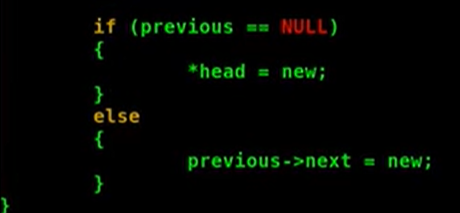 if (previous == NULL)
{
*head = new;
}
else
{
previous->next = new;
}
}